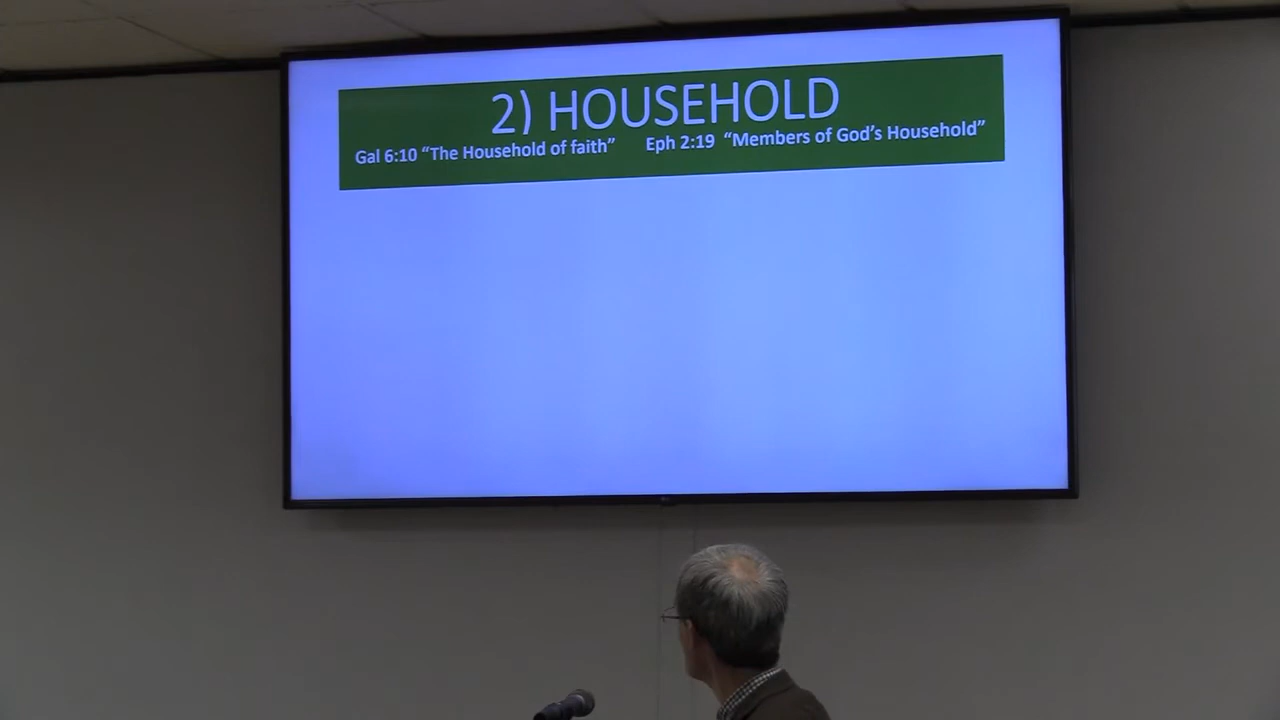 2) HOUSEHOLD
Gal 6:10 “The Household of faith” Eph 2:19 “Members of God’s Household”